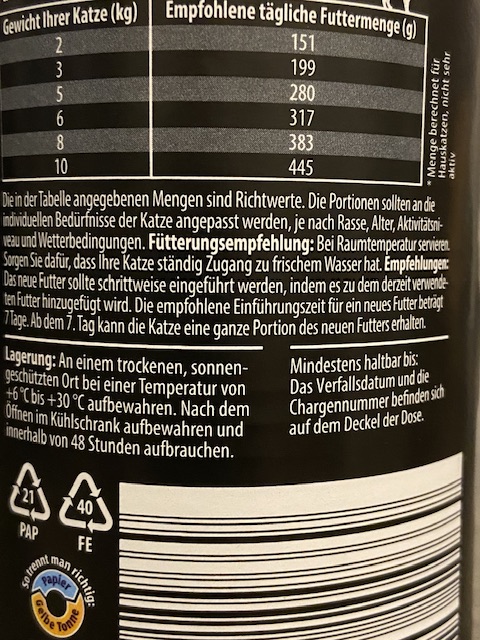 Gewicht Ihrer Katze (kg) Empfohlene tägliche Futtermenge (g)
2 151
3 199
5 280
6 317
8 383
10 445
* Menge berechnet für
Hauskatzen, nicht sehr
aktiv
Die in der Tabelle angegebenen Mengen sind Richtwerte. Die Portionen sollten an die
individuellen Bedürfnisse der Katze angepasst werden, je nach Rasse, Alter, Aktivitätsni-
veau und Wetterbedingungen. Fütterungsempfehlung: Bei Raumtemperatur servieren.
Sorgen Sie dafür, dass Ihre Katze ständig Zugang zu frischem Wasser hat. Empfehlungen:
Das neue Futter sollte schrittweise eingeführt werden, indem es zu dem derzeit verwende-
ten Futter hinzugefügt wird. Die empfohlene Einführungszeit für ein neues Futter beträgt
7 Tage. Ab dem 7. Tag kann die Katze eine ganze Portion des neuen Futters erhalten.
Lagerung: An einem trockenen, sonnen-
geschützten Ort bei einer Temperatur von
+6 °C bis +30 °C aufbewahren. Nach dem
Öffnen im Kühlschrank aufbewahren und
innerhalb von 48 Stunden aufbrauchen.
Mindestens haltbar bis:
Das Verfallsdatum und die
Chargennummer befinden sich
auf dem Deckel der Dose.
21
PAP
40
FE
So trennt man richtig:
Papier
Gelbe Tonne